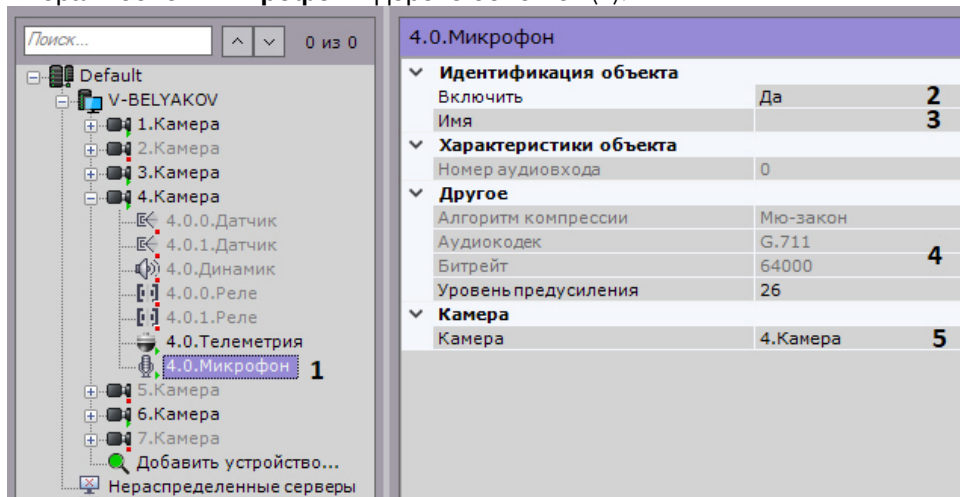 Поиск...
0 из 0
Default
V-BELYAKOV
1.Камера
2.Камера
3.Камера
4.Камера
4.0.0.Датчик
4.0.1.Датчик
4.0.Динамик
4.0.0.Реле
4.0.1.Реле
4.0.Телеметрия
4.0.Микрофон 1
5.Камера
6.Камера
7.Камера
Добавить устройство...
Нераспределенные серверы
4.0.Микрофон
Идентификация объекта
Включить Да 2
Имя 3
Характеристики объекта
Номер аудиовхода 0
Другое
Алгоритм компрессии Мю-закон
Аудиокодек G.711
Битрейт 64000 4
Уровень предусиления 26
Камера
Камера 4.Камера 5